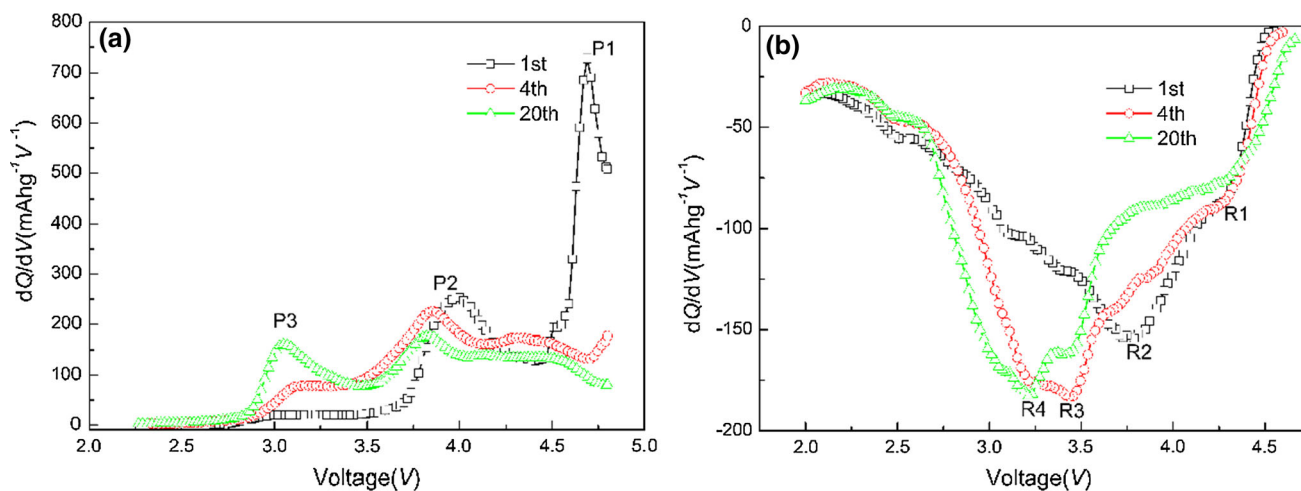 (a)
P1
1st
4th
20th
P2
P3
dQ/dV(mAhg⁻¹V⁻¹)
800
700
600
500
400
300
200
100
0
2.0 2.5 3.0 3.5 4.0 4.5 5.0
Voltage(V)
(b)
1st
4th
20th
R1
R2
R4 R3
dQ/dV(mAhg⁻¹V⁻¹)
0
-50
-100
-150
-200
2.0 2.5 3.0 3.5 4.0 4.5
Voltage(V)